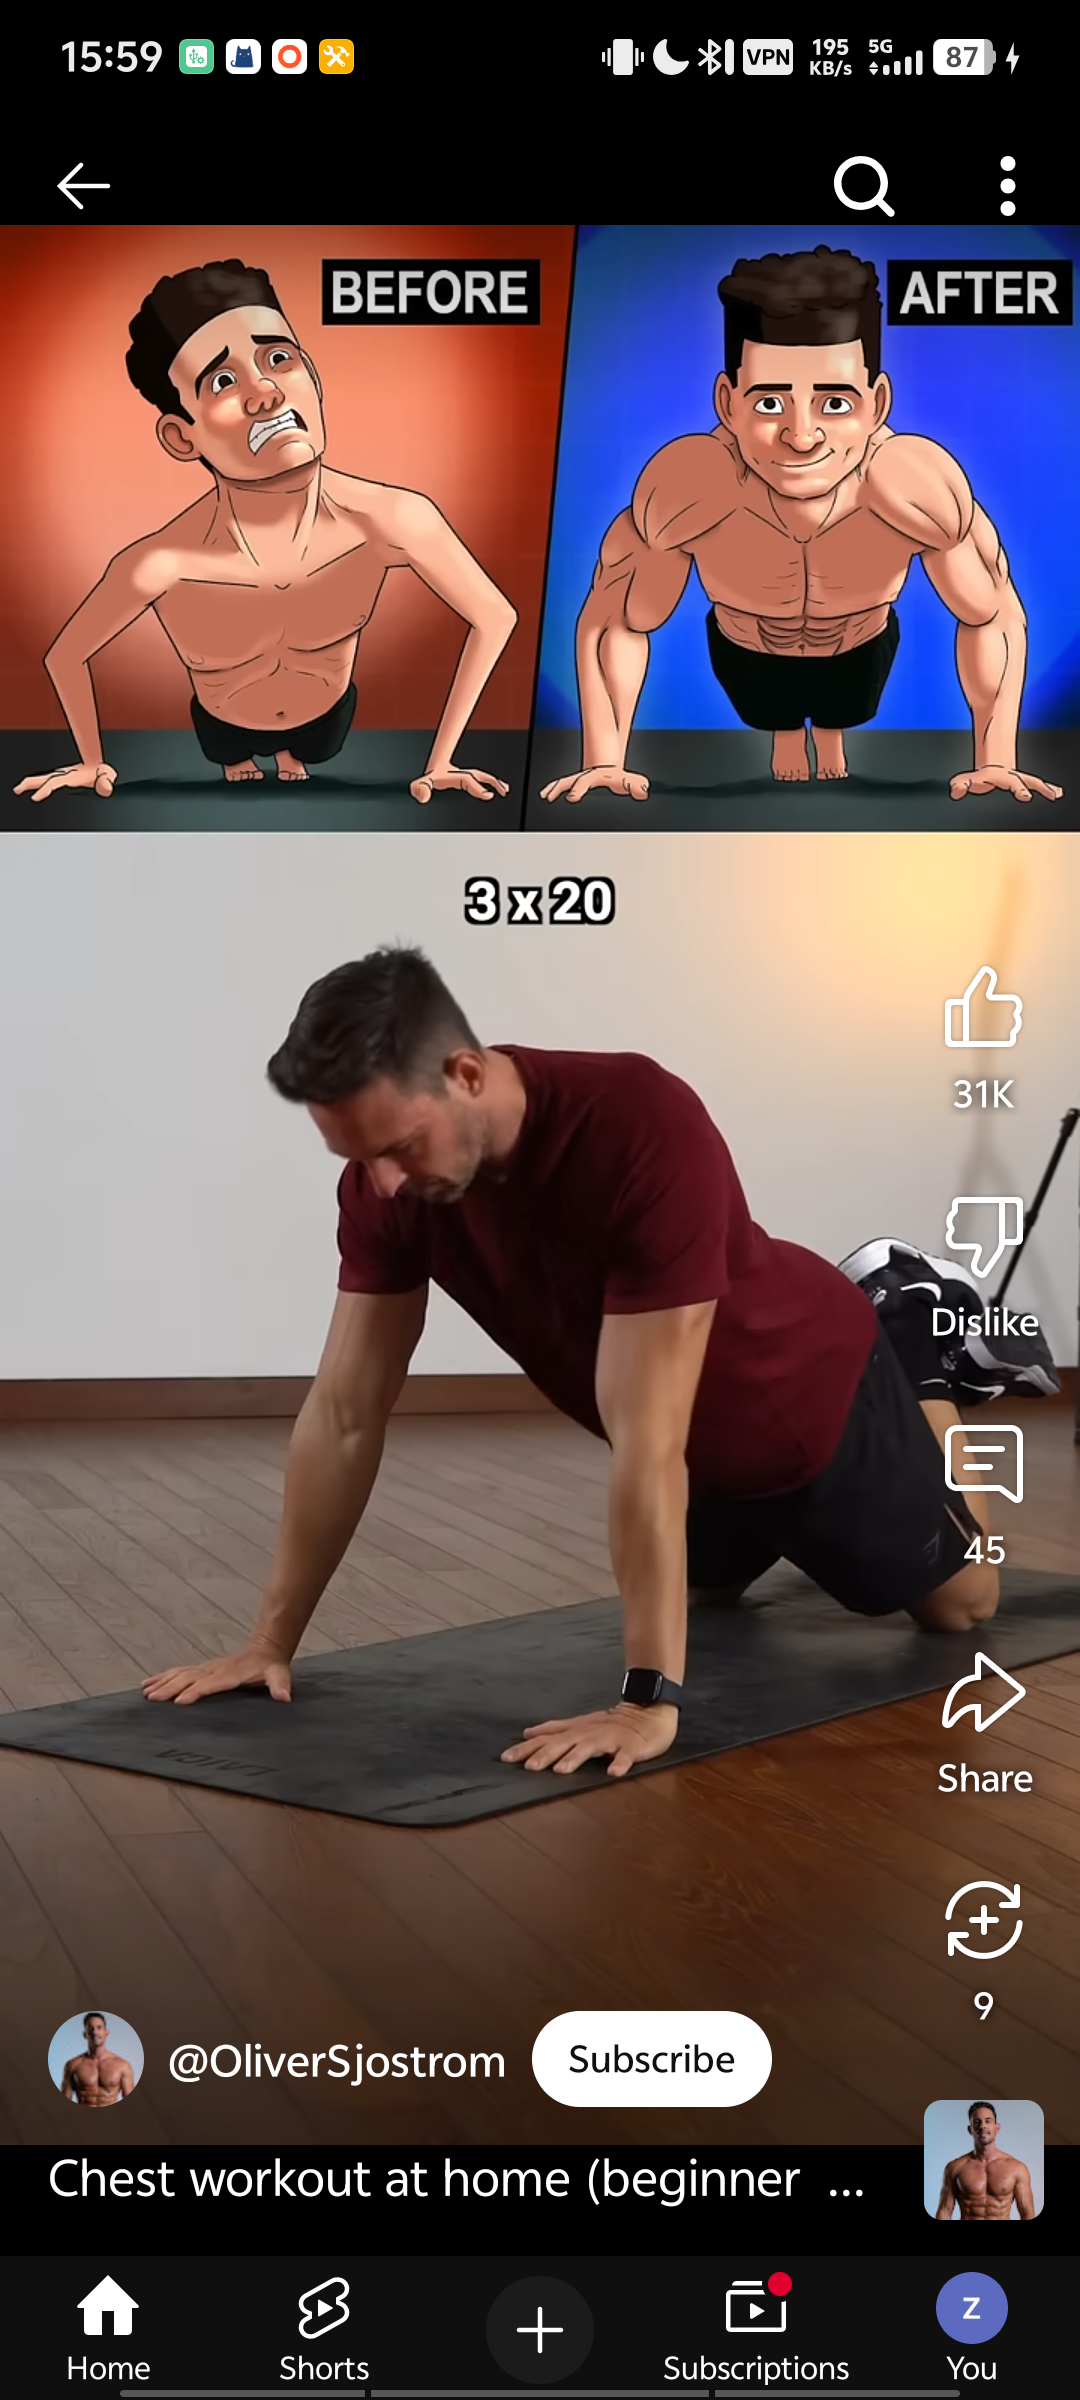 15:59
VPN
195
KB/s
5G
87
BEFORE
AFTER
3 x 20
31K
Dislike
45
Share
9
@OliverSjostrom
Subscribe
Chest workout at home (beginner ...
Home
Shorts
Subscriptions
Z
You